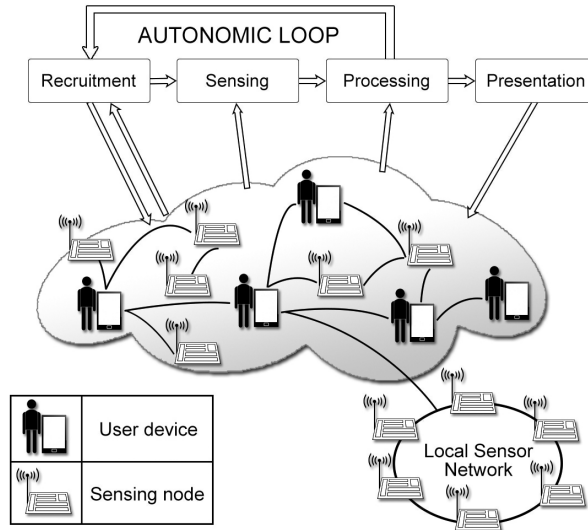 AUTONOMIC LOOP
Recruitment
Sensing
Processing
Presentation
Local Sensor
Network
User device
Sensing node